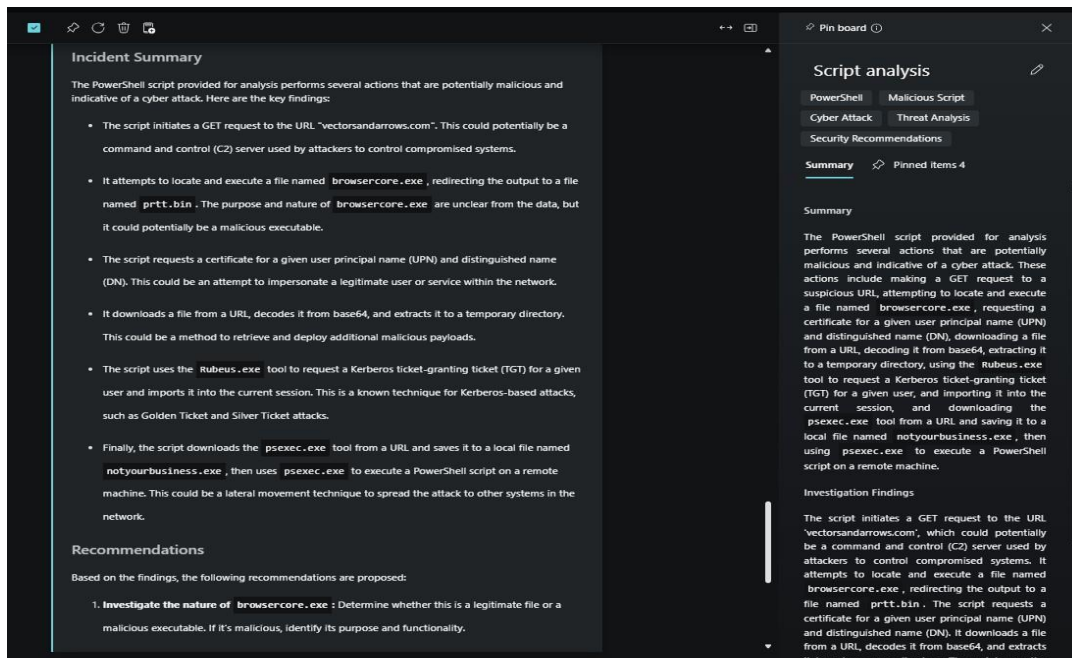 Incident Summary
The PowerShell script provided for analysis performs several actions that are potentially malicious and
indicative of a cyber attack. Here are the key findings:
• The script initiates a GET request to the URL "vectorsandarrows.com". This could potentially be a
command and control (C2) server used by attackers to control compromised systems.
• It attempts to locate and execute a file named browsercore.exe , redirecting the output to a file
named prtt.bin . The purpose and nature of browsercore.exe are unclear from the data, but
it could potentially be a malicious executable.
• The script requests a certificate for a given user principal name (UPN) and distinguished name
(DN). This could be an attempt to impersonate a legitimate user or service within the network.
• It downloads a file from a URL, decodes it from base64, and extracts it to a temporary directory.
This could be a method to retrieve and deploy additional malicious payloads.
• The script uses the Rubeus.exe tool to request a Kerberos ticket-granting ticket (TGT) for a given
user and imports it into the current session. This is a known technique for Kerberos-based attacks,
such as Golden Ticket and Silver Ticket attacks.
• Finally, the script downloads the psexec.exe tool from a URL and saves it to a local file named
notyourbusiness.exe , then uses psexec.exe to execute a PowerShell script on a remote
machine. This could be a lateral movement technique to spread the attack to other systems in the
network.
Recommendations
Based on the findings, the following recommendations are proposed:
1. Investigate the nature of browsercore.exe : Determine whether this is a legitimate file or a
malicious executable. If it's malicious, identify its purpose and functionality.
Pin board
Script analysis
PowerShell Malicious Script
Cyber Attack Threat Analysis
Security Recommendations
Summary Pinned items 4
Summary
The PowerShell script provided for analysis
performs several actions that are potentially
malicious and indicative of a cyber attack. These
actions include making a GET request to a
suspicious URL, attempting to locate and execute
a file named browsercore.exe , requesting a
certificate for a given user principal name (UPN)
and distinguished name (DN), downloading a file
from a URL, decoding it from base64, extracting it
to a temporary directory, using the Rubeus.exe
tool to request a Kerberos ticket-granting ticket
(TGT) for a given user, and importing it into the
current session, and downloading the
psexec.exe tool from a URL and saving it to a
local file named notyourbusiness.exe , then
using psexec.exe to execute a PowerShell
script on a remote machine.
Investigation Findings
The script initiates a GET request to the URL
'vectorsandarrows.com', which could potentially
be a command and control (C2) server used by
attackers to control compromised systems. It
attempts to locate and execute a file named
browsercore.exe , redirecting the output to a
file named prtt.bin . The script requests a
certificate for a given user principal name (UPN)
and distinguished name (DN). It downloads a file
from a URL, decodes it from base64, and extracts